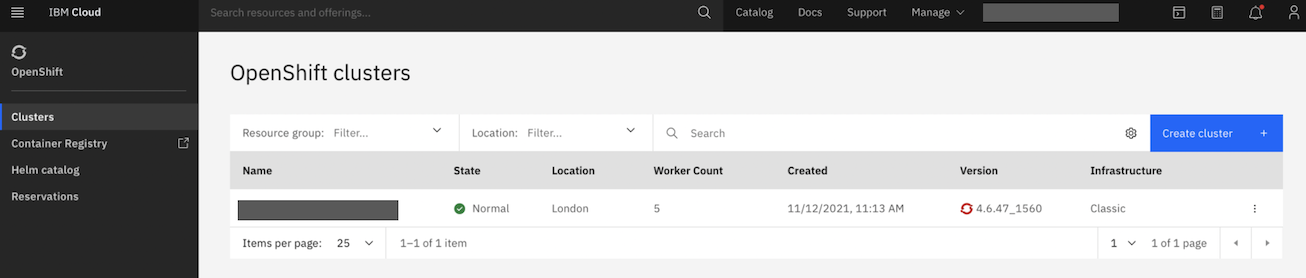 IBM Cloud
Search resources and offerings...
Catalog
Docs
Support
Manage
OpenShift
Clusters
Container Registry
Helm catalog
Reservations
OpenShift clusters
Resource group: Filter...
Location: Filter...
Search
Create cluster +
Name State Location Worker Count Created Version Infrastructure
Normal London 5 11/12/2021, 11:13 AM 4.6.47_1560 Classic
Items per page: 25
1–1 of 1 item
1
1 of 1 page